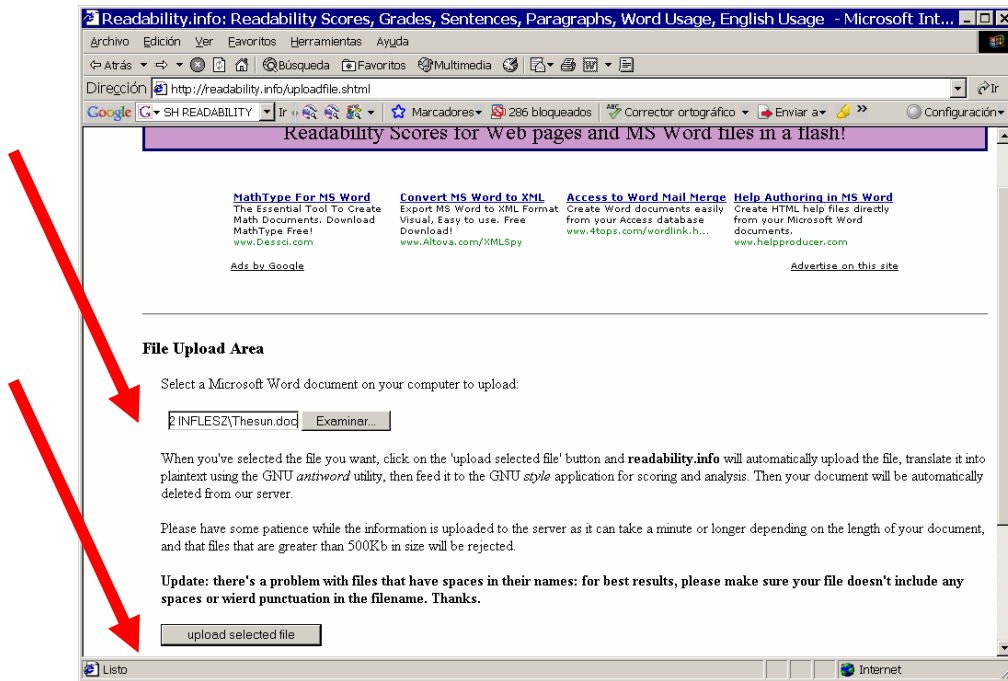 Readability.info: Readability Scores, Grades, Sentences, Paragraphs, Word Usage, English Usage - Microsoft Int...
Archivo Edición Ver Favoritos Herramientas Ayuda
Atrás Búsqueda Favoritos Multimedia
Dirección http://readability.info/uploadfile.shtml Ir
Google G SH READABILITY Ir Marcadores 286 bloqueados ABC Corrector ortográfico Enviar a » Configuración
Readability Scores for Web pages and MS Word files in a flash!
MathType For MS Word
The Essential Tool To Create
Math Documents. Download
MathType Free!
www.Dessci.com
Convert MS Word to XML
Export MS Word to XML Format
Visual, Easy to use. Free
Download!
www.Altova.com/XMLSpy
Access to Word Mail Merge
Create Word documents easily
from your Access database
www.4tops.com/wordlink.h...
Help Authoring in MS Word
Create HTML help files directly
from your Microsoft Word
documents.
www.helpproducer.com
Ads by Google Advertise on this site
File Upload Area
Select a Microsoft Word document on your computer to upload:
2 INFLESZ\Thesun.doc Examinar...
When you've selected the file you want, click on the 'upload selected file' button and readability.info will automatically upload the file, translate it into
plaintext using the GNU antiword utility, then feed it to the GNU style application for scoring and analysis. Then your document will be automatically
deleted from our server.
Please have some patience while the information is uploaded to the server as it can take a minute or longer depending on the length of your document,
and that files that are greater than 500Kb in size will be rejected.
Update: there's a problem with files that have spaces in their names: for best results, please make sure your file doesn't include any
spaces or wierd punctuation in the filename. Thanks.
upload selected file
Listo Internet